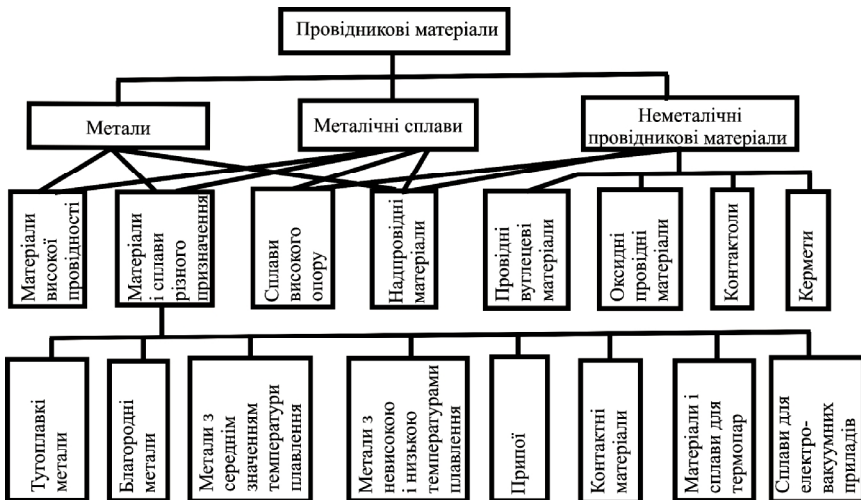 Провідникові матеріали
Метали
Металічні сплави
Неметалічні
провідникові матеріали
Матеріали
високої
провідності
Матеріали
і сплави
різного
призначення
Сплави
високого
опору
Надпровідні
матеріали
Провідні
вуглецеві
матеріали
Оксидні
провідні
матеріали
Контактоли
Кермети
Тугоплавкі
метали
Благородні
метали
Метали з
середнім
значенням
температури
плавлення
Метали з
невисокою
і низькою
температурами
плавлення
Припої
Контактні
матеріали
Матеріали і
сплави для
термопар
Сплави для
електро-
вакуумних
приладів